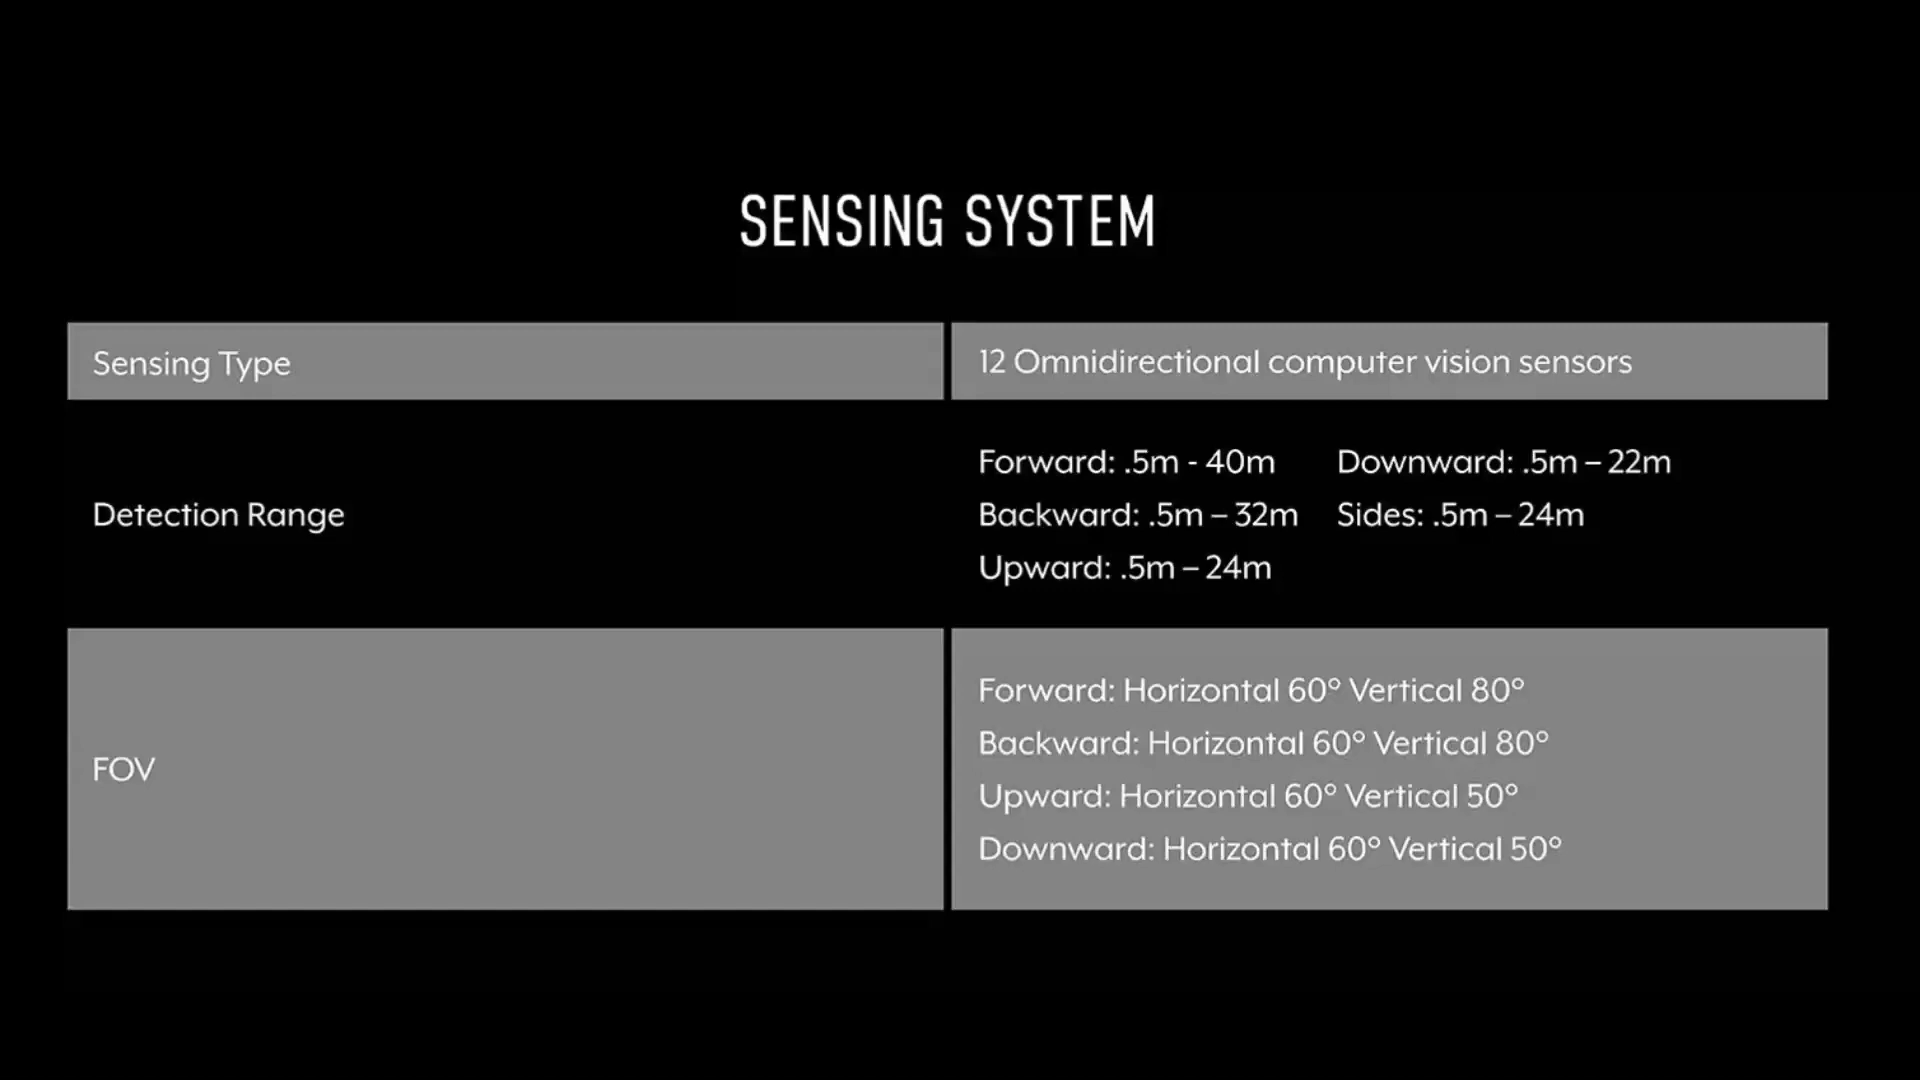 SENSING SYSTEM
Sensing Type
12 Omnidirectional computer vision sensors
Detection Range
Forward: .5m - 40m
Downward: .5m – 22m
Backward: .5m – 32m
Sides: .5m – 24m
Upward: .5m – 24m
FOV
Forward: Horizontal 60° Vertical 80°
Backward: Horizontal 60° Vertical 80°
Upward: Horizontal 60° Vertical 50°
Downward: Horizontal 60° Vertical 50°